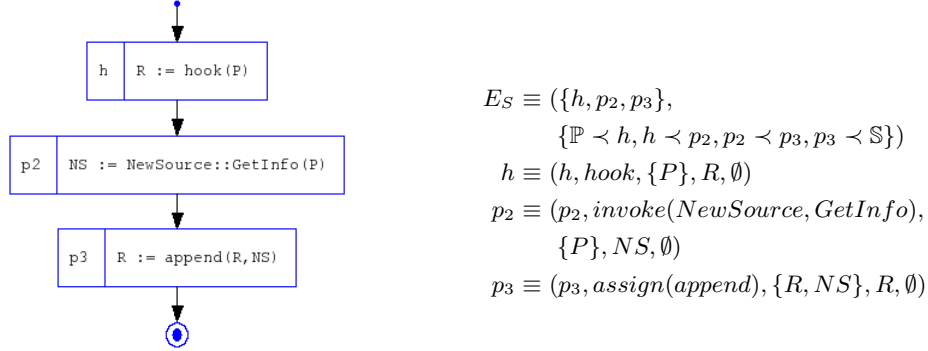 h R := hook(P)
p2 NS := NewSource::GetInfo(P)
p3 R := append(R,NS)
E_S ≡ ({h, p_2, p_3},
{ℙ ≺ h, h ≺ p_2, p_2 ≺ p_3, p_3 ≺ 𝕊})
h ≡ (h, hook, {P}, R, ∅)
p_2 ≡ (p_2, invoke(NewSource, GetInfo),
{P}, NS, ∅)
p_3 ≡ (p_3, assign(append), {R, NS}, R, ∅)